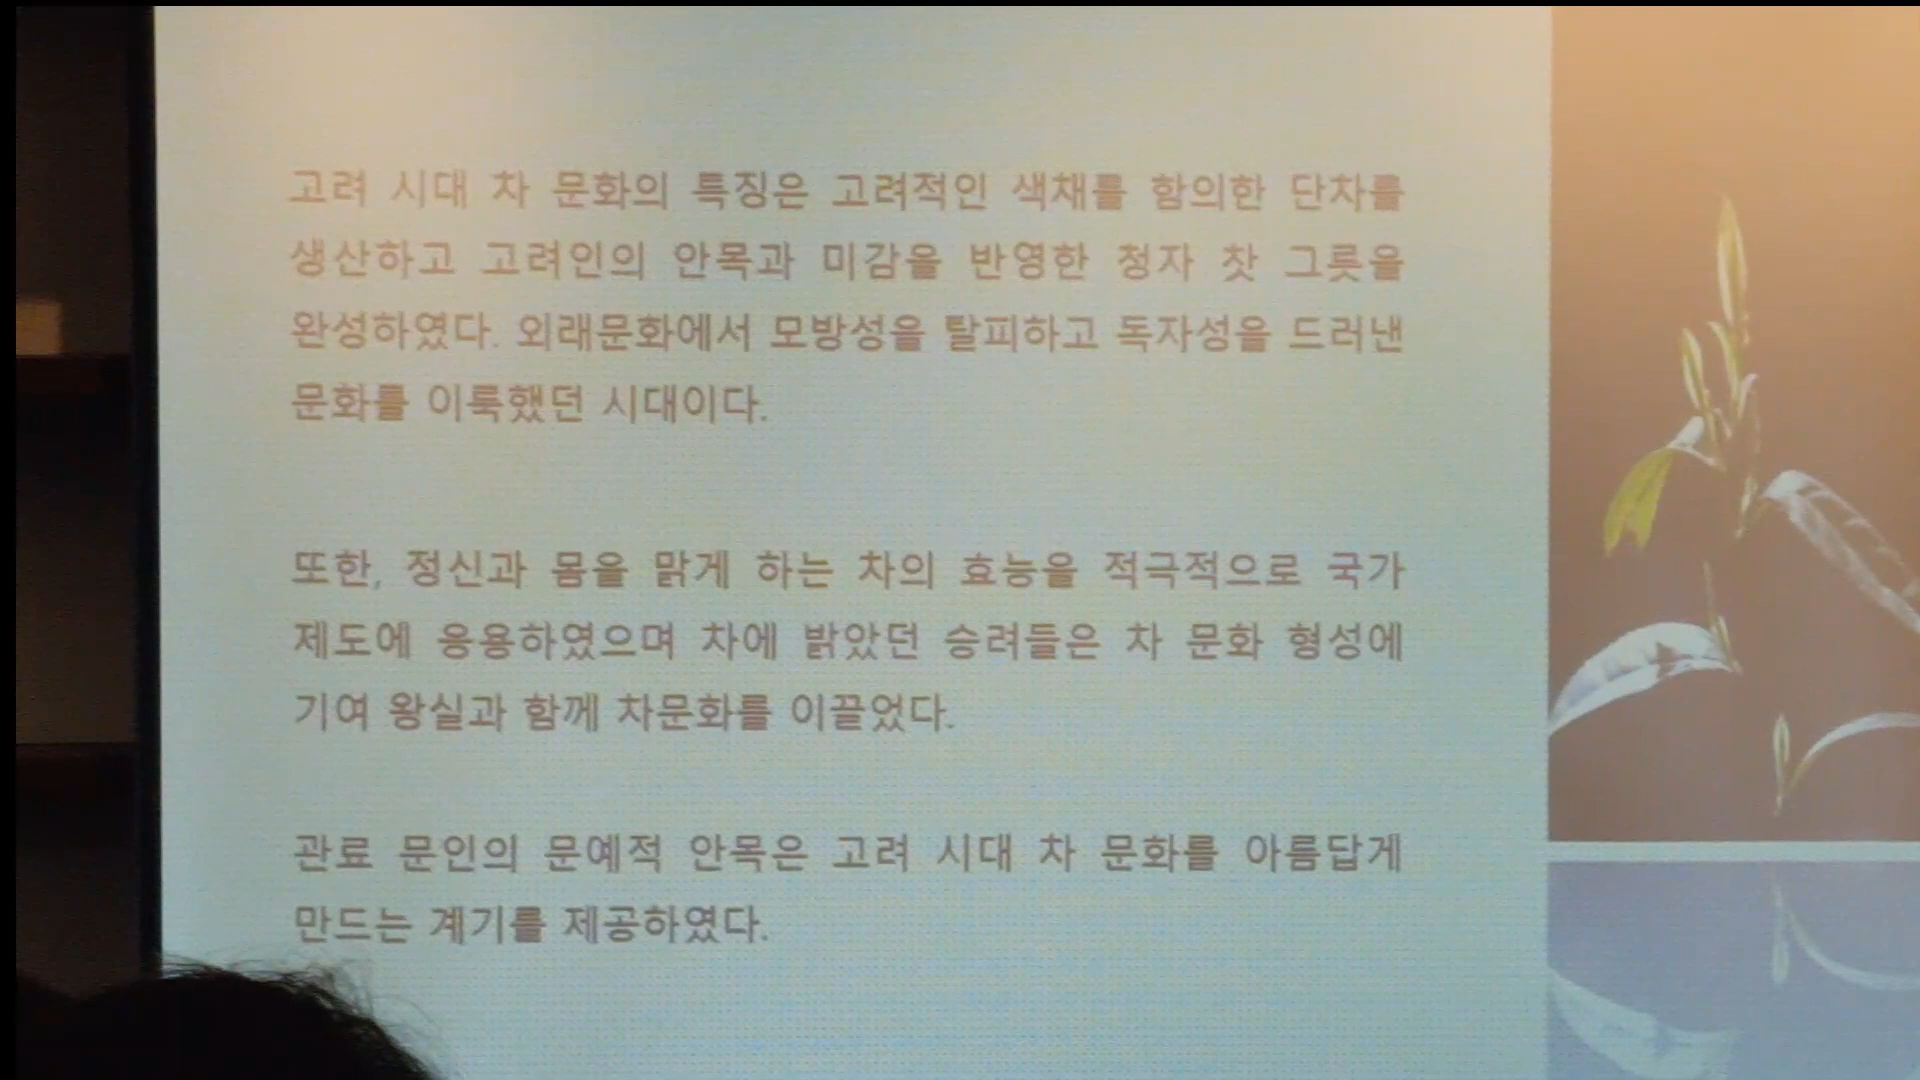 고려 시대 차 문화의 특징은 고려적인 색채를 함의한 단차를
생산하고 고려인의 안목과 미감을 반영한 청자 찻 그릇을
완성하였다. 외래문화에서 모방성을 탈피하고 독자성을 드러낸
문화를 이룩했던 시대이다.
또한, 정신과 몸을 맑게 하는 차의 효능을 적극적으로 국가
제도에 응용하였으며 차에 밝았던 승려들은 차 문화 형성에
기여 왕실과 함께 차문화를 이끌었다.
관료 문인의 문예적 안목은 고려 시대 차 문화를 아름답게
만드는 계기를 제공하였다.